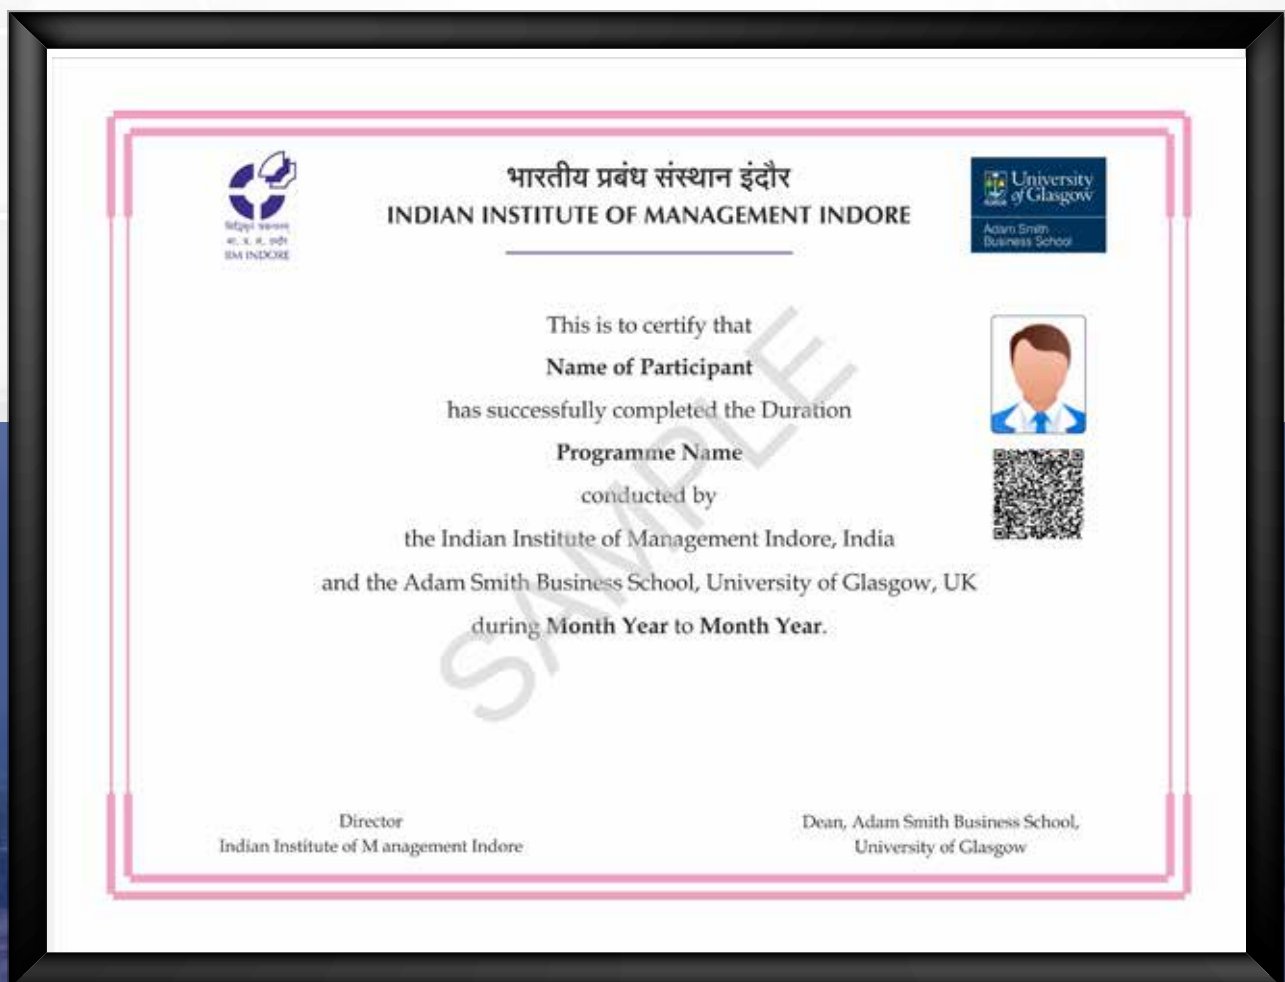 भारतीय प्रबंध संस्थान इंदौर
INDIAN INSTITUTE OF MANAGEMENT INDORE
IIM INDORE
University
of Glasgow
Adam Smith
Business School
This is to certify that
Name of Participant
has successfully completed the Duration
Programme Name
conducted by
the Indian Institute of Management Indore, India
and the Adam Smith Business School, University of Glasgow, UK
during Month Year to Month Year.
SAMPLE
Director
Indian Institute of M anagement Indore
Dean, Adam Smith Business School,
University of Glasgow